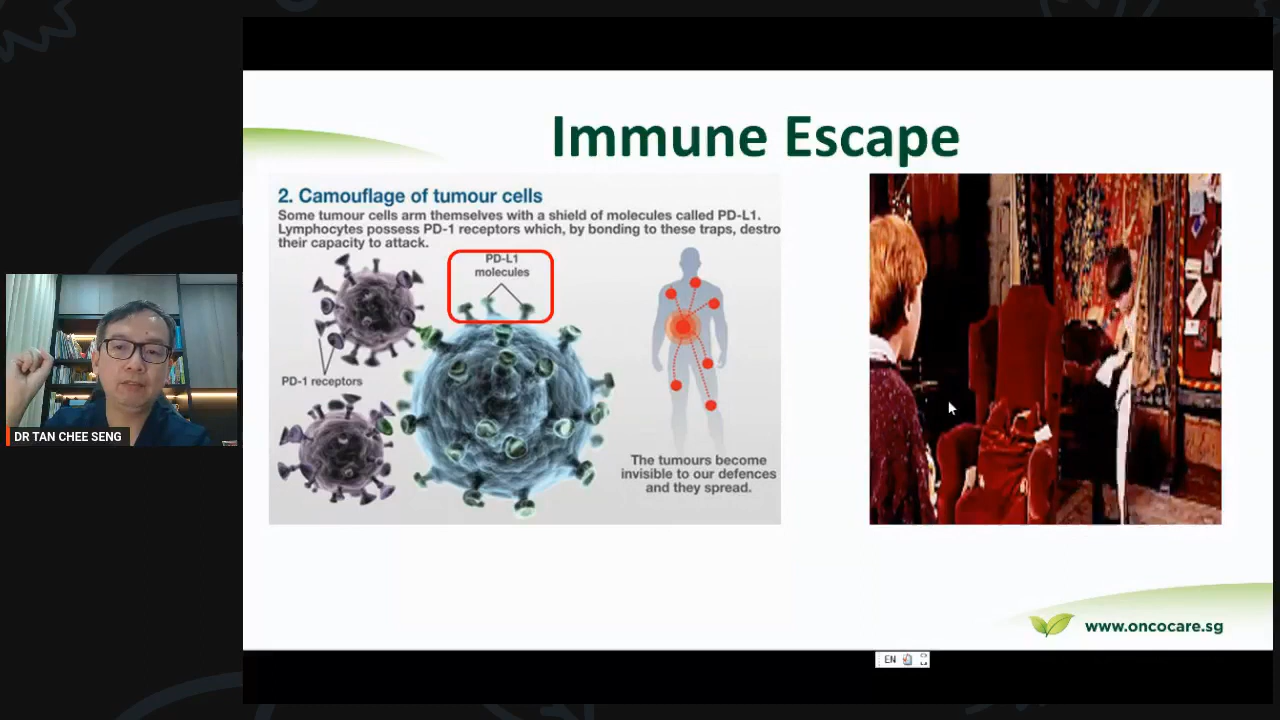 Immune Escape
2. Camouflage of tumour cells
Some tumour cells arm themselves with a shield of molecules called PD-L1.
Lymphocytes possess PD-1 receptors which, by bonding to these traps, destro
their capacity to attack.
PD-L1
molecules
PD-1 receptors
The tumours become
invisible to our defences
and they spread.
DR TAN CHEE SENG
www.oncocare.sg
EN